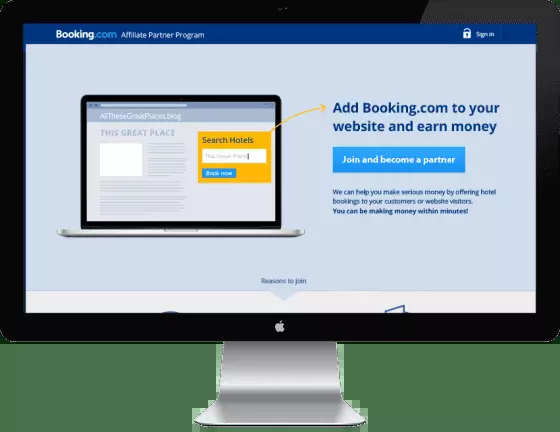 Booking.com Affiliate Partner Program
Sign in
AllTheseGreatPlaces.blog
THIS GREAT PLACE
Search Hotels
This Great Place
Book now
Add Booking.com to your
website and earn money
Join and become a partner
We can help you make serious money by offering hotel
bookings to your customers or website visitors.
You can be making money within minutes!
Reasons to join